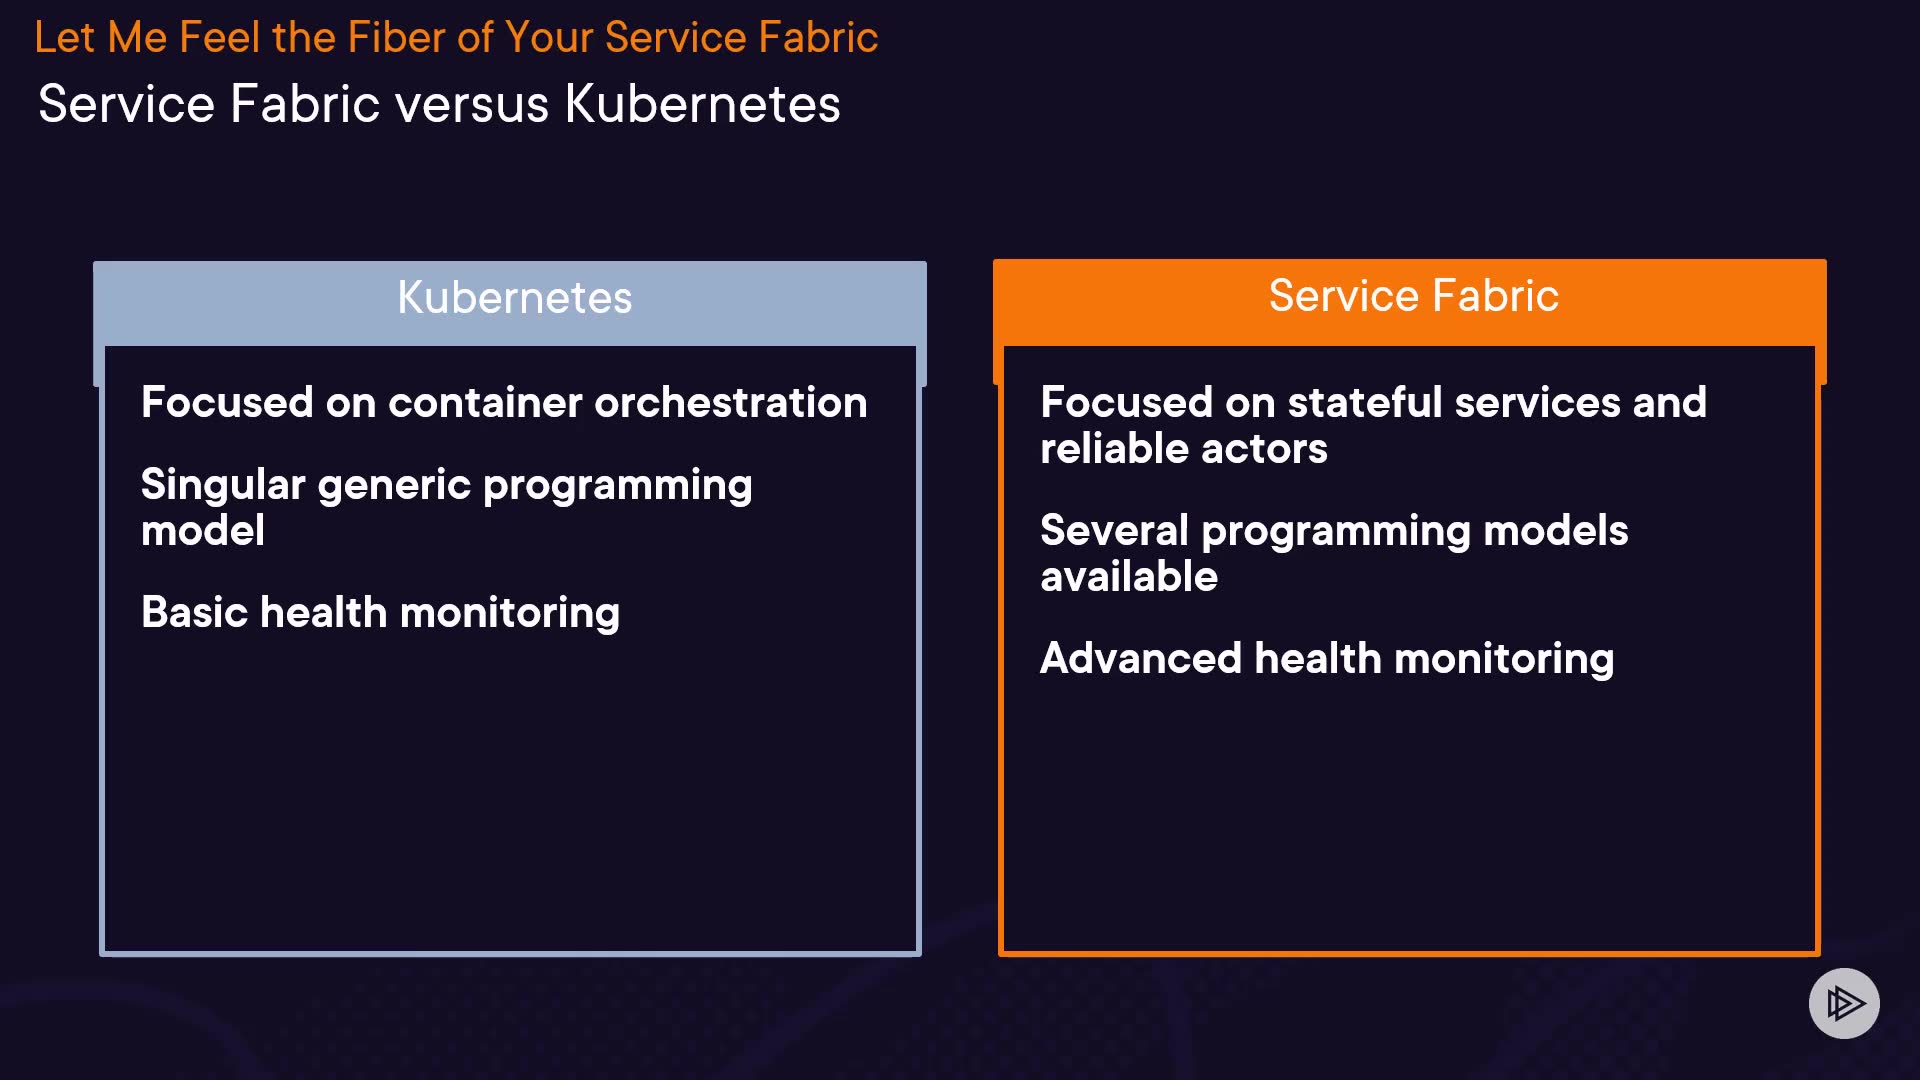 Let Me Feel the Fiber of Your Service Fabric
Service Fabric versus Kubernetes
Kubernetes
Focused on container orchestration
Singular generic programming
model
Basic health monitoring
Service Fabric
Focused on stateful services and
reliable actors
Several programming models
available
Advanced health monitoring